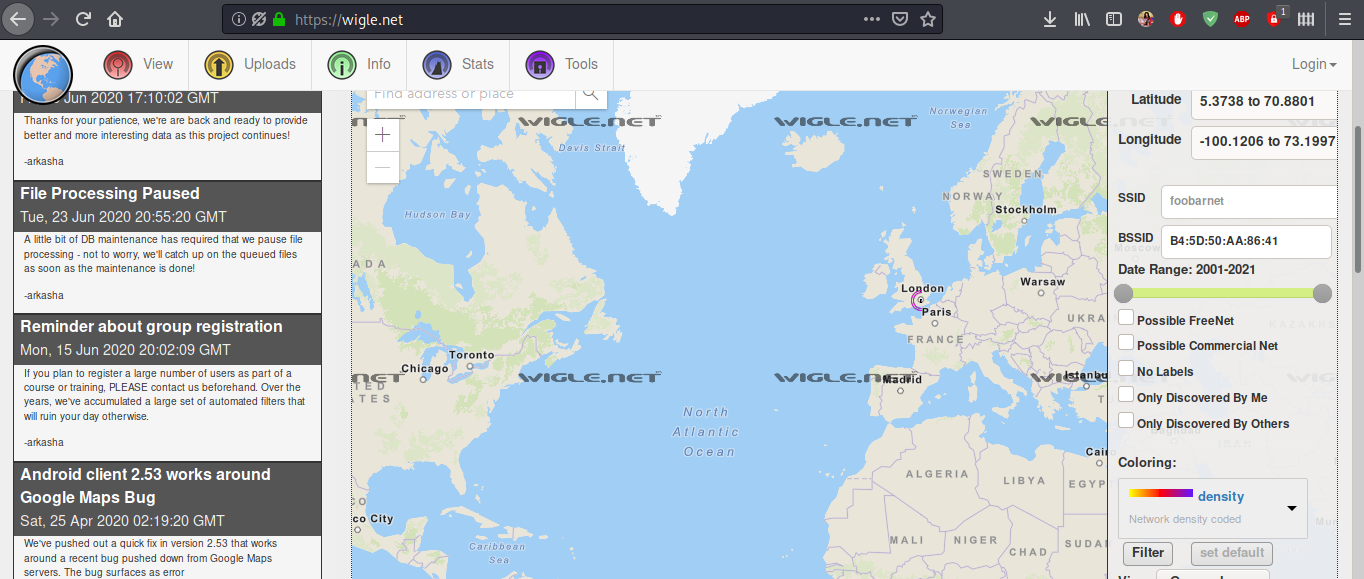 https://wigle.net
1
View
Uploads
Info
Stats
Tools
Login
Jun 2020 17:10:02 GMT
Thanks for your patience, we're are back and ready to provide
better and more interesting data as this project continues!
-arkasha
File Processing Paused
Tue, 23 Jun 2020 20:55:20 GMT
A little bit of DB maintenance has required that we pause file
processing - not to worry, we'll catch up on the queued files
as soon as the maintenance is done!
-arkasha
Reminder about group registration
Mon, 15 Jun 2020 20:02:09 GMT
If you plan to register a large number of users as part of a
course or training, PLEASE contact us beforehand. Over the
years, we've accumulated a large set of automated filters that
will ruin your day otherwise.
-arkasha
Android client 2.53 works around
Google Maps Bug
Sat, 25 Apr 2020 02:19:20 GMT
We've pushed out a quick fix in version 2.53 that works
around a recent bug pushed down from Google Maps
servers. The bug surfaces as error
Find address or place
+
−
.NET
WIGLE.NET
WIGLE.NET
WIGLE.NET
Norwegian
Sea
Davis Strait
SWEDEN
NORWAY
Stockholm
Hudson Bay
ADA
London
Warsaw
Paris
UKRA
FRANCE
Toronto
Chicago
.NET
WIGLE.NET
WIGLE.NET
Madrid
Istanbu
TED
TES
T
North
Atlantic
Ocean
Cair
ALGERIA
LIBYA
EGYP
CO
co City
MALI
NIGER
CHAD
SUDA
Caribbean
Sea
Latitude
5.3738 to 70.8801
Longitude
-100.1206 to 73.1997
SSID
foobarnet
BSSID
B4:5D:50:AA:86:41
Date Range: 2001-2021
Possible FreeNet
Possible Commercial Net
No Labels
Only Discovered By Me
Only Discovered By Others
Coloring:
density
Network density coded
Filter
set default